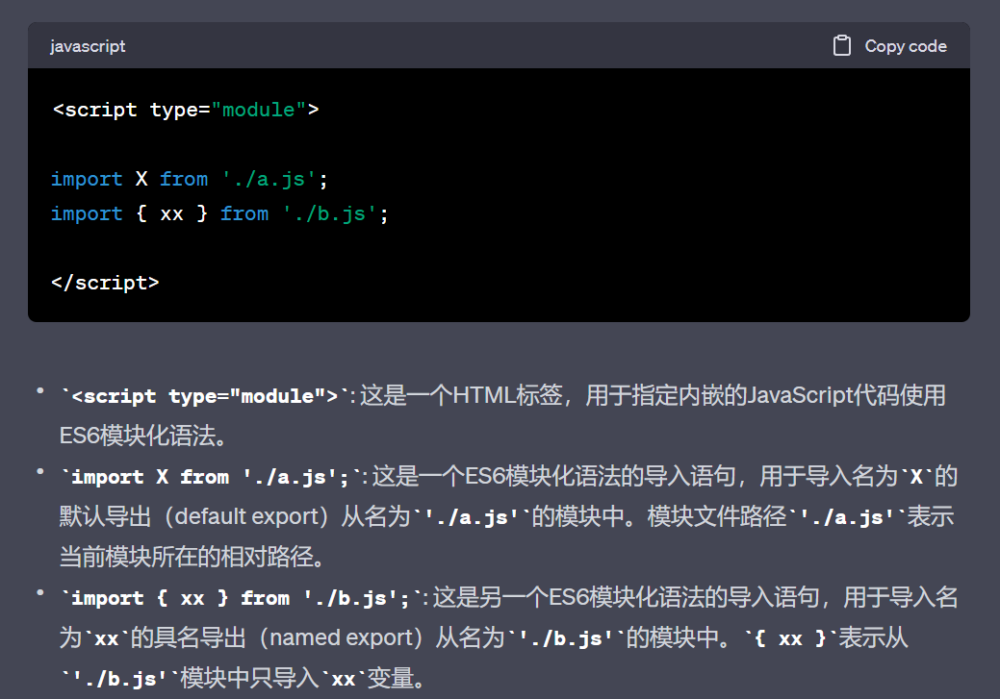 javascript
Copy code
<script type="module">
import X from './a.js';
import { xx } from './b.js';
</script>
• `<script type="module">`: 这是一个HTML标签，用于指定内嵌的JavaScript代码使用
ES6模块化语法。
• `import X from './a.js';`: 这是一个ES6模块化语法的导入语句，用于导入名为`X`的
默认导出（default export）从名为`'./a.js'`的模块中。模块文件路径`'./a.js'`表示
当前模块所在的相对路径。
• `import { xx } from './b.js';`: 这是另一个ES6模块化语法的导入语句，用于导入名
为`xx`的具名导出（named export）从名为`'./b.js'`的模块中。`{ xx }`表示从
`'./b.js'`模块中只导入`xx`变量。